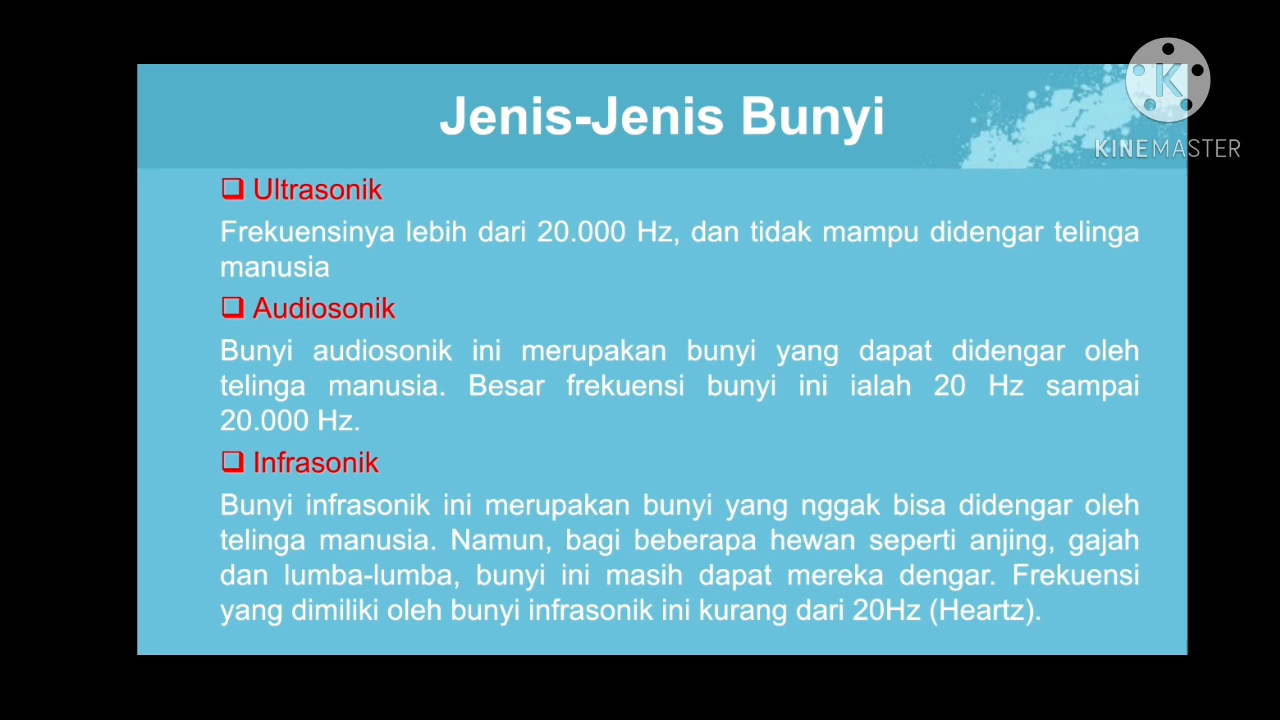 Jenis-Jenis Bunyi
K
KINEMASTER
Ultrasonik
Frekuensinya lebih dari 20.000 Hz, dan tidak mampu didengar telinga
manusia
Audiosonik
Bunyi audiosonik ini merupakan bunyi yang dapat didengar oleh
telinga manusia. Besar frekuensi bunyi ini ialah 20 Hz sampai
20.000 Hz.
Infrasonik
Bunyi infrasonik ini merupakan bunyi yang nggak bisa didengar oleh
telinga manusia. Namun, bagi beberapa hewan seperti anjing, gajah
dan lumba-lumba, bunyi ini masih dapat mereka dengar. Frekuensi
yang dimiliki oleh bunyi infrasonik ini kurang dari 20Hz (Heartz).